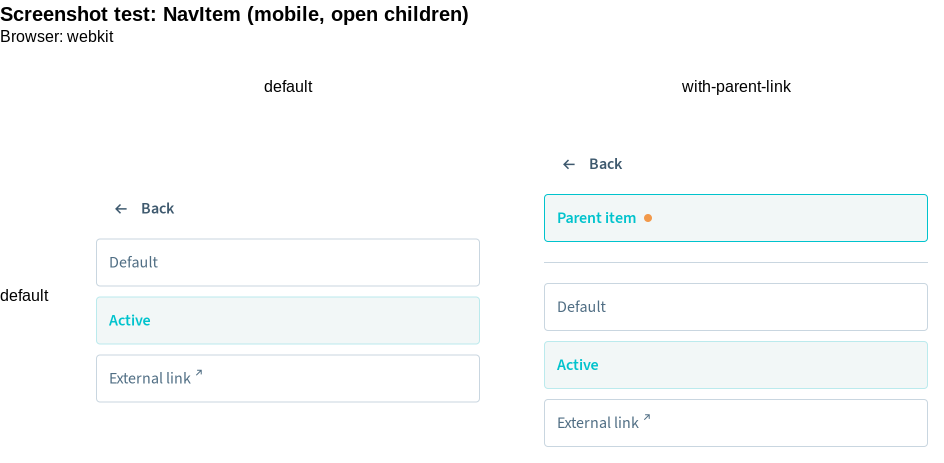 Screenshot test: NavItem (mobile, open children)
Browser: webkit
default
with-parent-link
default
Back
Default
Active
External link
Back
Parent item
Default
Active
External link